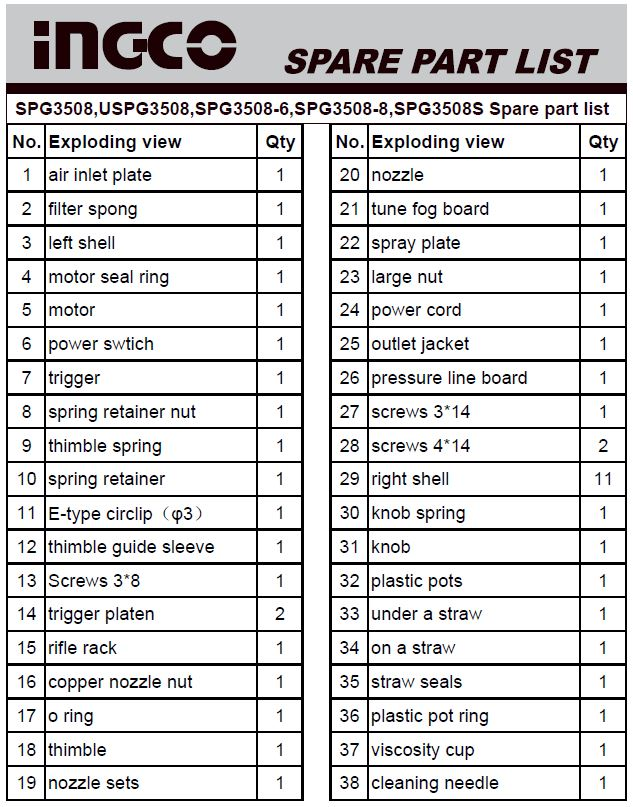 INGCO
SPARE PART LIST
SPG3508,USPG3508,SPG3508-6,SPG3508-8,SPG3508S Spare part list
No. Exploding view Qty
1 air inlet plate 1
2 filter spong 1
3 left shell 1
4 motor seal ring 1
5 motor 1
6 power swtich 1
7 trigger 1
8 spring retainer nut 1
9 thimble spring 1
10 spring retainer 1
11 E-type circlip（φ3） 1
12 thimble guide sleeve 1
13 Screws 3*8 1
14 trigger platen 2
15 rifle rack 1
16 copper nozzle nut 1
17 o ring 1
18 thimble 1
19 nozzle sets 1
No. Exploding view Qty
20 nozzle 1
21 tune fog board 1
22 spray plate 1
23 large nut 1
24 power cord 1
25 outlet jacket 1
26 pressure line board 1
27 screws 3*14 1
28 screws 4*14 2
29 right shell 11
30 knob spring 1
31 knob 1
32 plastic pots 1
33 under a straw 1
34 on a straw 1
35 straw seals 1
36 plastic pot ring 1
37 viscosity cup 1
38 cleaning needle 1